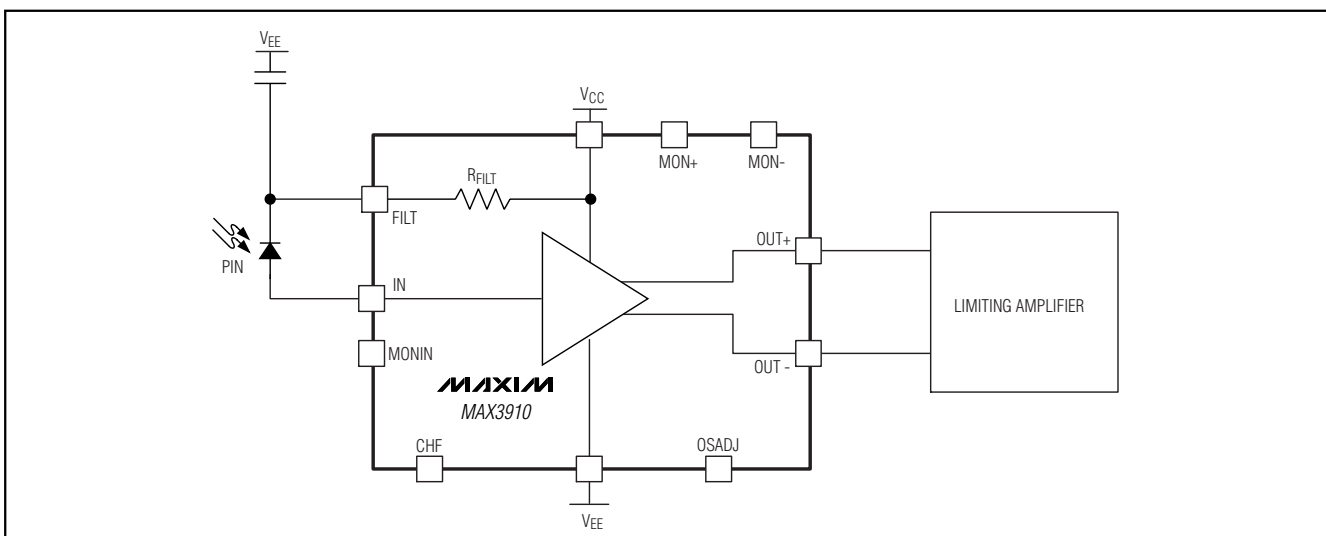 VEE
VCC
MON+
MON-
RFILT
FILT
OUT+
PIN
IN
LIMITING AMPLIFIER
MONIN
OUT -
MAXIM
MAX3910
CHF
OSADJ
VEE